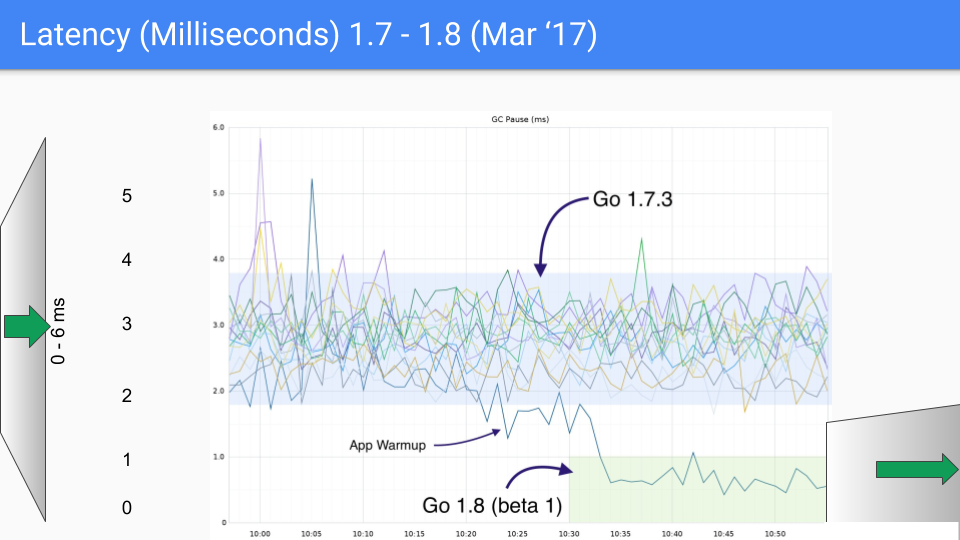 Latency (Milliseconds) 1.7 - 1.8 (Mar ‘17)
GC Pause (ms)
6.0
5.0
4.0
3.0
2.0
1.0
0
5
4
3
2
1
0
0 - 6 ms
Go 1.7.3
App Warmup
Go 1.8 (beta 1)
10:00 10:05 10:10 10:15 10:20 10:25 10:30 10:35 10:40 10:45 10:50